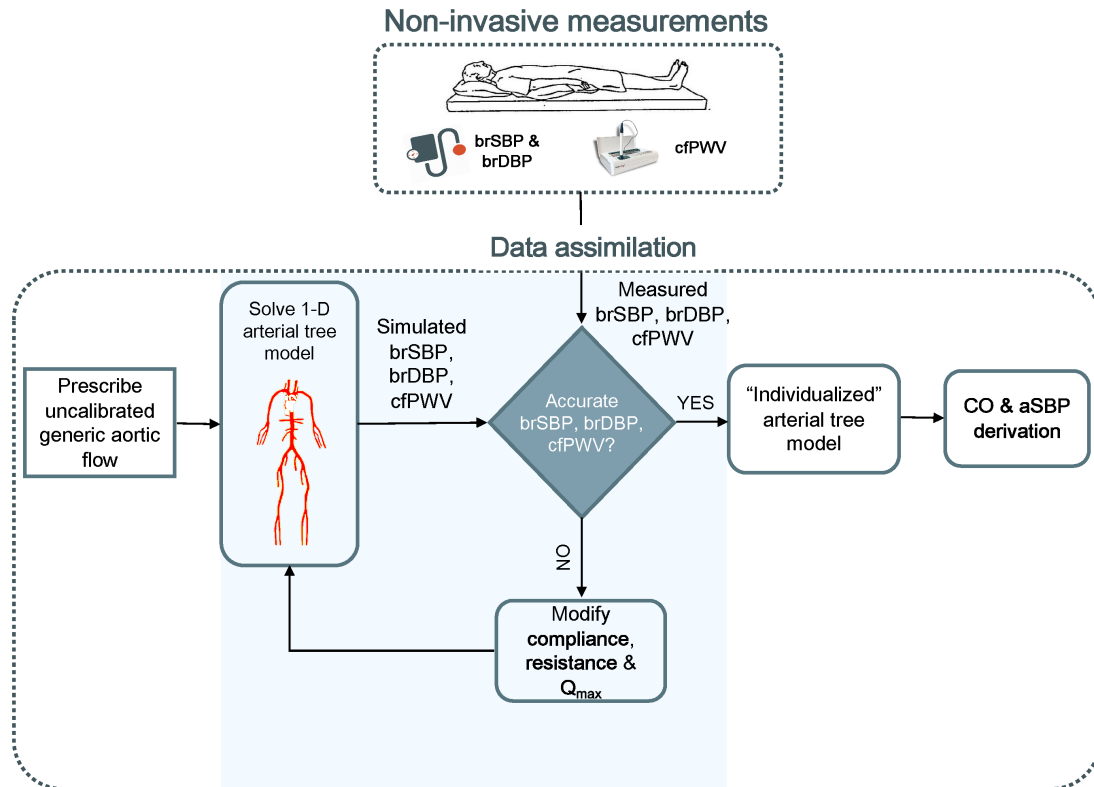 Non-invasive measurements
brSBP &
brDBP
cfPWV
Data assimilation
Prescribe
uncalibrated
generic aortic
flow
Solve 1-D
arterial tree
model
Simulated
brSBP,
brDBP,
cfPWV
Measured
brSBP, brDBP,
cfPWV
Accurate
brSBP, brDBP,
cfPWV?
YES
“Individualized”
arterial tree
model
CO & aSBP
derivation
NO
Modify
compliance,
resistance &
Qmax